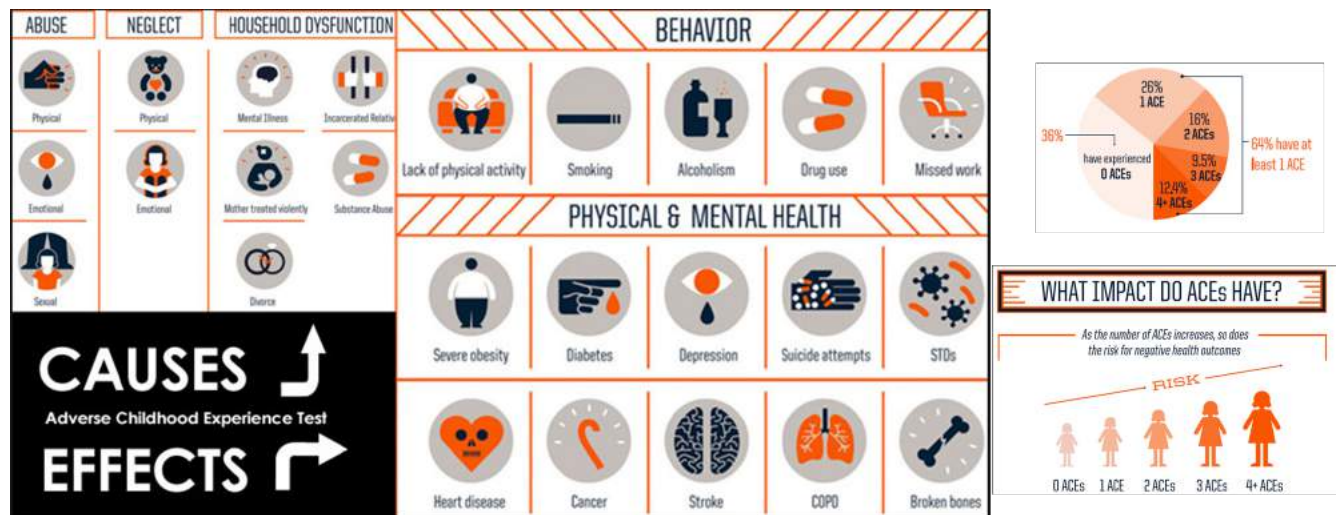 ABUSE
NEGLECT
HOUSEHOLD DYSFUNCTION
Physical
Physical
Mental Illness
Incarcerated Relativ
Emotional
Emotional
Mother treated violently
Substance Abuse
Sexual
Divorce
CAUSES
Adverse Childhood Experience Test
EFFECTS
BEHAVIOR
Lack of physical activity
Smoking
Alcoholism
Drug use
Missed work
PHYSICAL & MENTAL HEALTH
Severe obesity
Diabetes
Depression
Suicide attempts
STDs
Heart disease
Cancer
Stroke
COPD
Broken bones
26%
1 ACE
16%
2 ACEs
36%
have experienced
0 ACEs
9.5%
3 ACEs
12.4%
4+ ACEs
64% have at
least 1 ACE
WHAT IMPACT DO ACEs HAVE?
As the number of ACEs increases, so does
the risk for negative health outcomes
RISK
0 ACEs
1 ACE
2 ACEs
3 ACEs
4+ ACEs